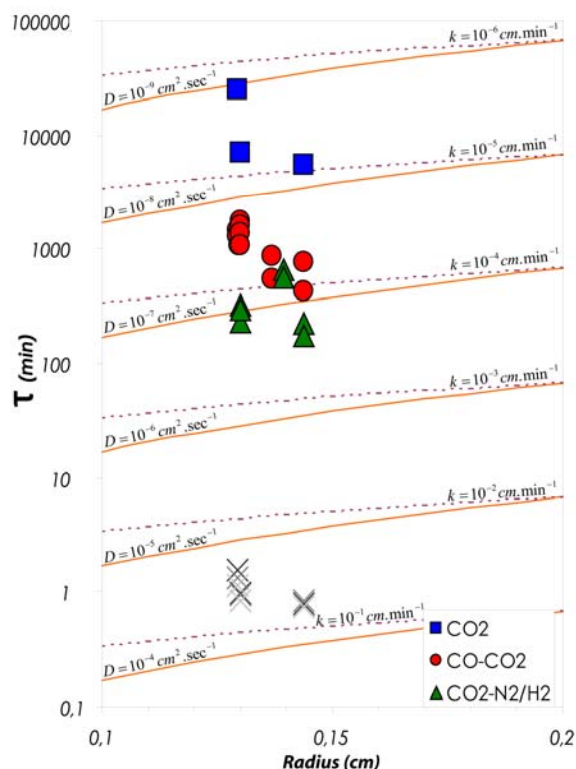 100000
k = 10⁻⁶ cm.min⁻¹
D = 10⁻⁹ cm².sec⁻¹
10000
k = 10⁻⁵ cm.min⁻¹
D = 10⁻⁸ cm².sec⁻¹
1000
k = 10⁻⁴ cm.min⁻¹
D = 10⁻⁷ cm².sec⁻¹
τ (min)
100
k = 10⁻³ cm.min⁻¹
D = 10⁻⁶ cm².sec⁻¹
10
k = 10⁻² cm.min⁻¹
D = 10⁻⁵ cm².sec⁻¹
1
k = 10⁻¹ cm.min⁻¹
D = 10⁻⁴ cm².sec⁻¹
CO2
CO-CO2
CO2-N2/H2
0,1
0,1 0,15 0,2
Radius (cm)